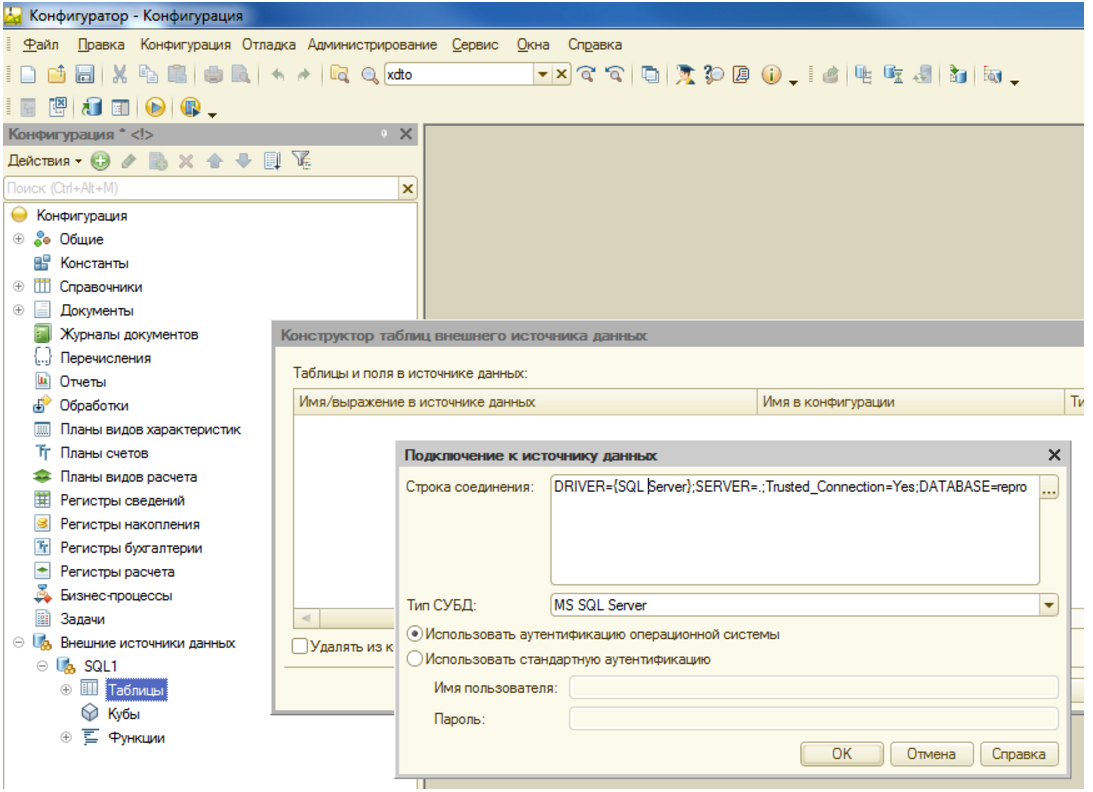 Конфигуратор - Конфигурация
Файл Правка Конфигурация Отладка Администрирование Сервис Окна Справка
xdto
Конфигурация * <!>
Действия
Поиск (Ctrl+Alt+M)
Конфигурация
Общие
Константы
Справочники
Документы
Журналы документов
Перечисления
Отчеты
Обработки
Планы видов характеристик
Планы счетов
Планы видов расчета
Регистры сведений
Регистры накопления
Регистры бухгалтерии
Регистры расчета
Бизнес-процессы
Задачи
Внешние источники данных
SQL1
Таблицы
Кубы
Функции
Конструктор таблиц внешнего источника данных
Таблицы и поля в источнике данных:
Имя/выражение в источнике данных Имя в конфигурации Ти
Удалять из к
Подключение к источнику данных
Строка соединения: DRIVER={SQL Server};SERVER=.;Trusted_Connection=Yes;DATABASE=repro ...
Тип СУБД: MS SQL Server
Использовать аутентификацию операционной системы
Использовать стандартную аутентификацию
Имя пользователя:
Пароль:
OK Отмена Справка